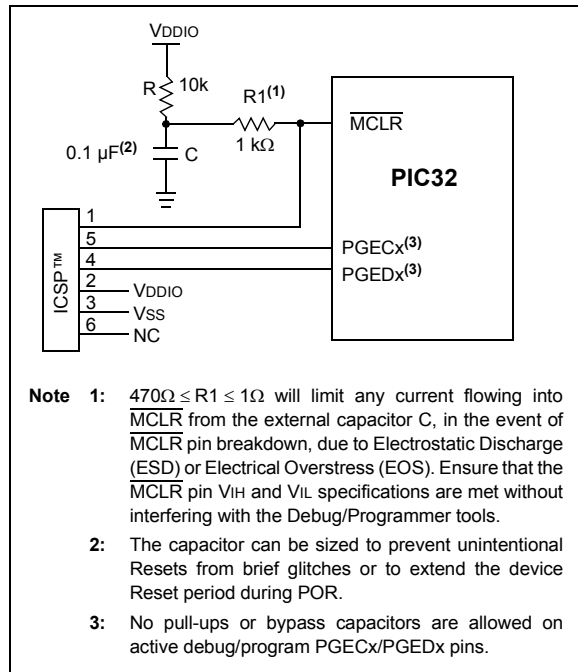 VDDIO
R 10k
R1(1)
1 kΩ
MCLR
0.1 µF(2) C
PIC32
1
5 PGECx(3)
4 PGEDx(3)
2 VDDIO
3 VSS
6 NC
ICSP™
Note 1: 470Ω ≤ R1 ≤ 1Ω will limit any current flowing into
MCLR from the external capacitor C, in the event of
MCLR pin breakdown, due to Electrostatic Discharge
(ESD) or Electrical Overstress (EOS). Ensure that the
MCLR pin VIH and VIL specifications are met without
interfering with the Debug/Programmer tools.
2: The capacitor can be sized to prevent unintentional
Resets from brief glitches or to extend the device
Reset period during POR.
3: No pull-ups or bypass capacitors are allowed on
active debug/program PGECx/PGEDx pins.